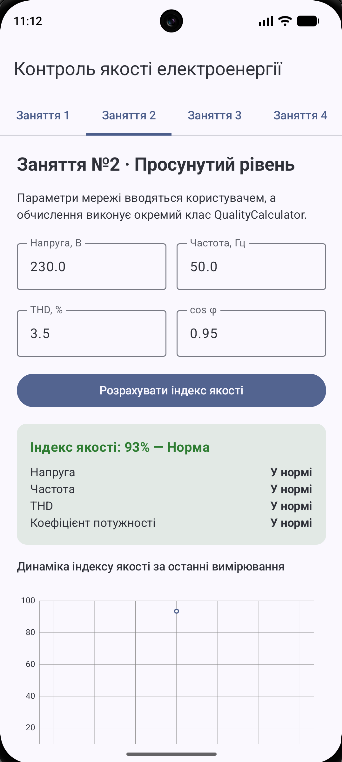 11:12
Контроль якості електроенергії
Заняття 1 Заняття 2 Заняття 3 Заняття 4
Заняття №2 · Просунутий рівень
Параметри мережі вводяться користувачем, а
обчислення виконує окремий клас QualityCalculator.
Напруга, В Частота, Гц
230.0 50.0
THD, % cos φ
3.5 0.95
Розрахувати індекс якості
Індекс якості: 93% — Норма
Напруга У нормі
Частота У нормі
THD У нормі
Коефіцієнт потужності У нормі
Динаміка індексу якості за останні вимірювання
100
80
60
40
20